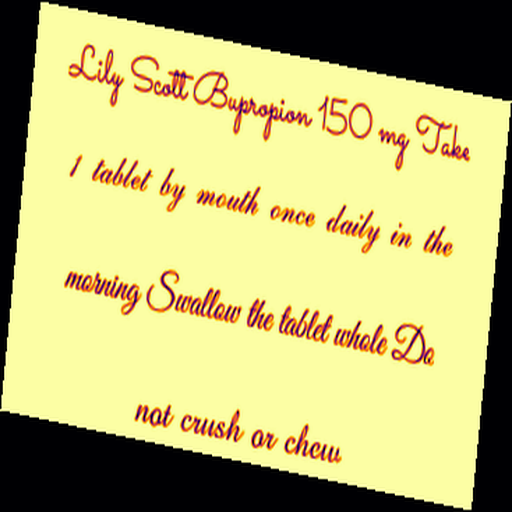 Lily Scott Bupropion 150 mg Take
1 tablet by mouth once daily in the
morning Swallow the tablet whole Do
not crush or chew